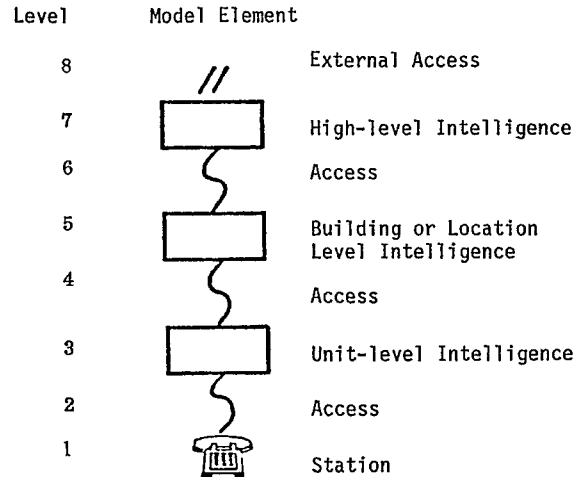 Level Model Element
8 External Access
7 High-level Intelligence
6 Access
5 Building or Location
Level Intelligence
4 Access
3 Unit-level Intelligence
2 Access
1 Station